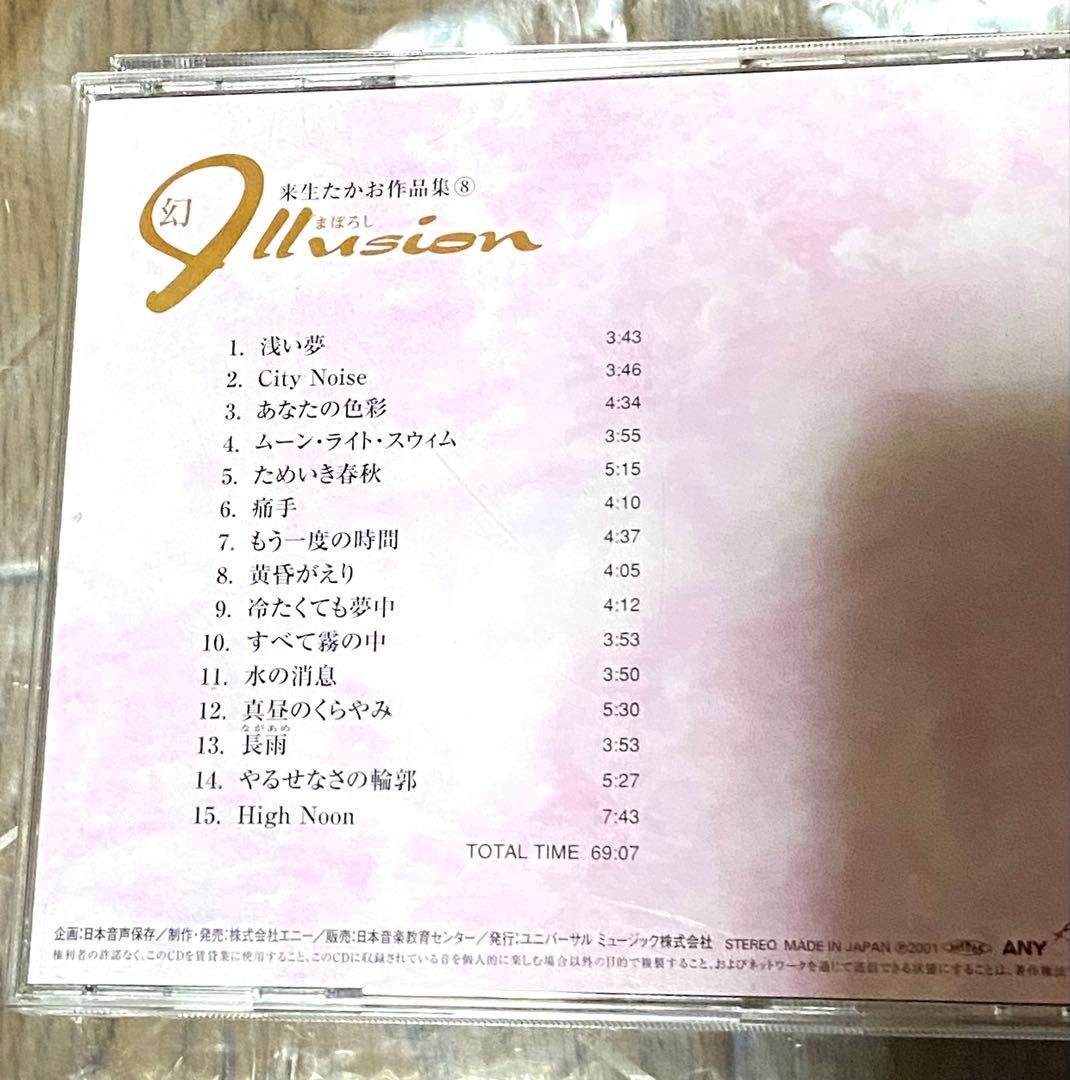 来生たかお作品集⑧
幻 Illusion
まぼろし
1. 浅い夢 3:43
2. City Noise 3:46
3. あなたの色彩 4:34
4. ムーン・ライト・スウィム 3:55
5. ためいき春秋 5:15
6. 痛手 4:10
7. もう一度の時間 4:37
8. 黄昏がえり 4:05
9. 冷たくても夢中 4:12
10. すべて霧の中 3:53
11. 水の消息 3:50
12. 真昼のくらやみ 5:30
ながあめ
13. 長雨 3:53
14. やるせなさの輪郭 5:27
15. High Noon 7:43
TOTAL TIME 69:07
企画:日本音声保存/制作・発売:株式会社エニー/販売:日本音楽教育センター/発行:ユニバーサル ミュージック株式会社 STEREO MADE IN JAPAN ℗2001 ANY
権利者の許諾なく、このCDを賃貸業に使用すること、このCDに収録されている音を個人的に楽しむ場合以外の目的で複製すること、およびネットワークを通じて送信できる状態にすることは、著作権法